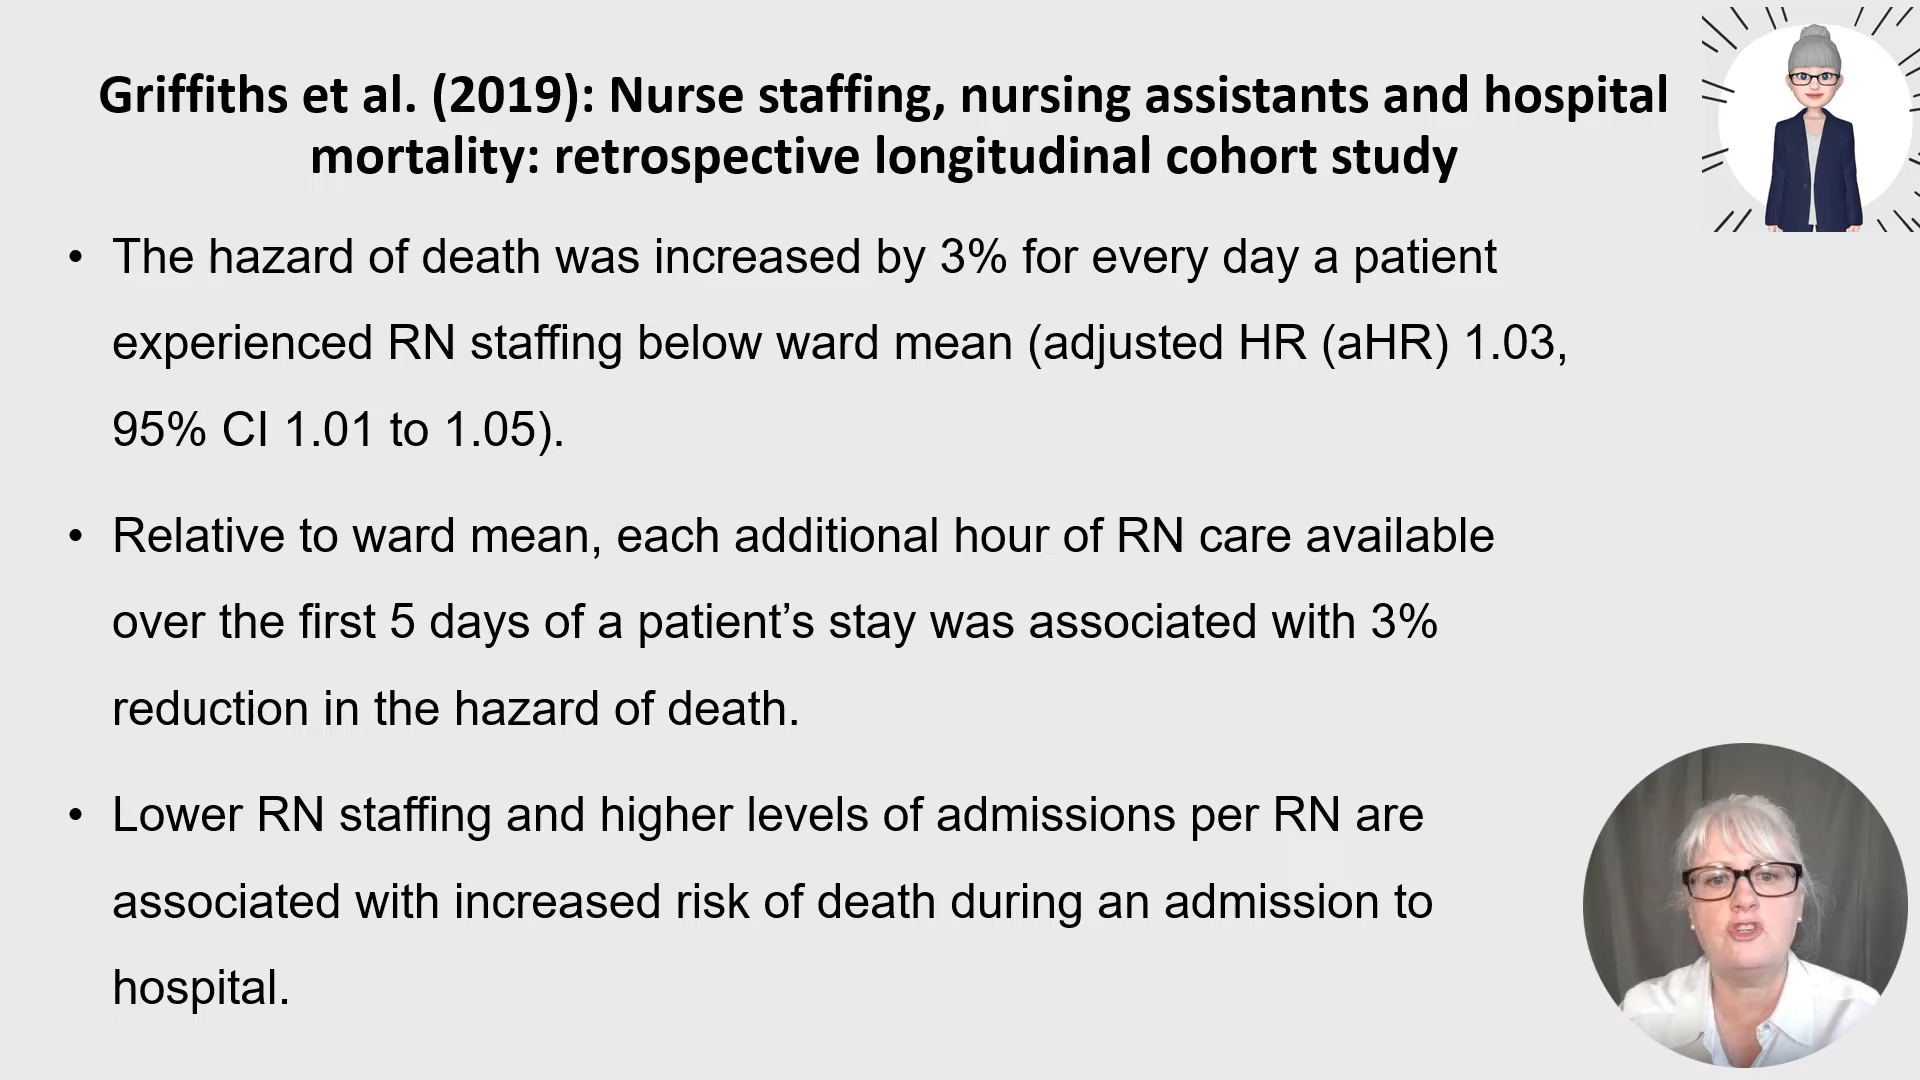 Griffiths et al. (2019): Nurse staffing, nursing assistants and hospital
mortality: retrospective longitudinal cohort study
• The hazard of death was increased by 3% for every day a patient
experienced RN staffing below ward mean (adjusted HR (aHR) 1.03,
95% CI 1.01 to 1.05).
• Relative to ward mean, each additional hour of RN care available
over the first 5 days of a patient’s stay was associated with 3%
reduction in the hazard of death.
• Lower RN staffing and higher levels of admissions per RN are
associated with increased risk of death during an admission to
hospital.